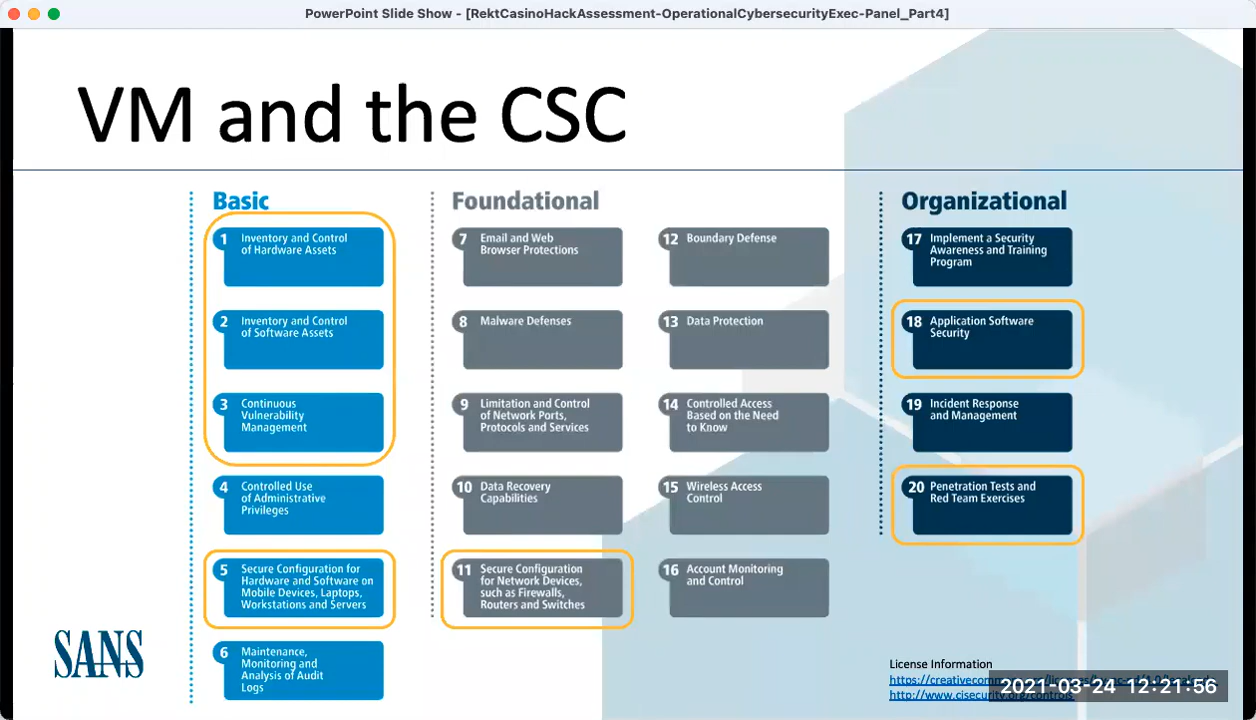 PowerPoint Slide Show - [RektCasinoHackAssessment-OperationalCybersecurityExec-Panel_Part4]
VM and the CSC
Basic
1 Inventory and Control
of Hardware Assets
2 Inventory and Control
of Software Assets
3 Continuous
Vulnerability
Management
4 Controlled Use
of Administrative
Privileges
5 Secure Configuration for
Hardware and Software on
Mobile Devices, Laptops,
Workstations and Servers
6 Maintenance,
Monitoring and
Analysis of Audit
Logs
Foundational
7 Email and Web
Browser Protections
8 Malware Defenses
9 Limitation and Control
of Network Ports,
Protocols and Services
10 Data Recovery
Capabilities
11 Secure Configuration
for Network Devices,
such as Firewalls,
Routers and Switches
12 Boundary Defense
13 Data Protection
14 Controlled Access
Based on the Need
to Know
15 Wireless Access
Control
16 Account Monitoring
and Control
Organizational
17 Implement a Security
Awareness and Training
Program
18 Application Software
Security
19 Incident Response
and Management
20 Penetration Tests and
Red Team Exercises
SANS
License Information
http://www.cisecurity.org/controls
2021-03-24 12:21:56